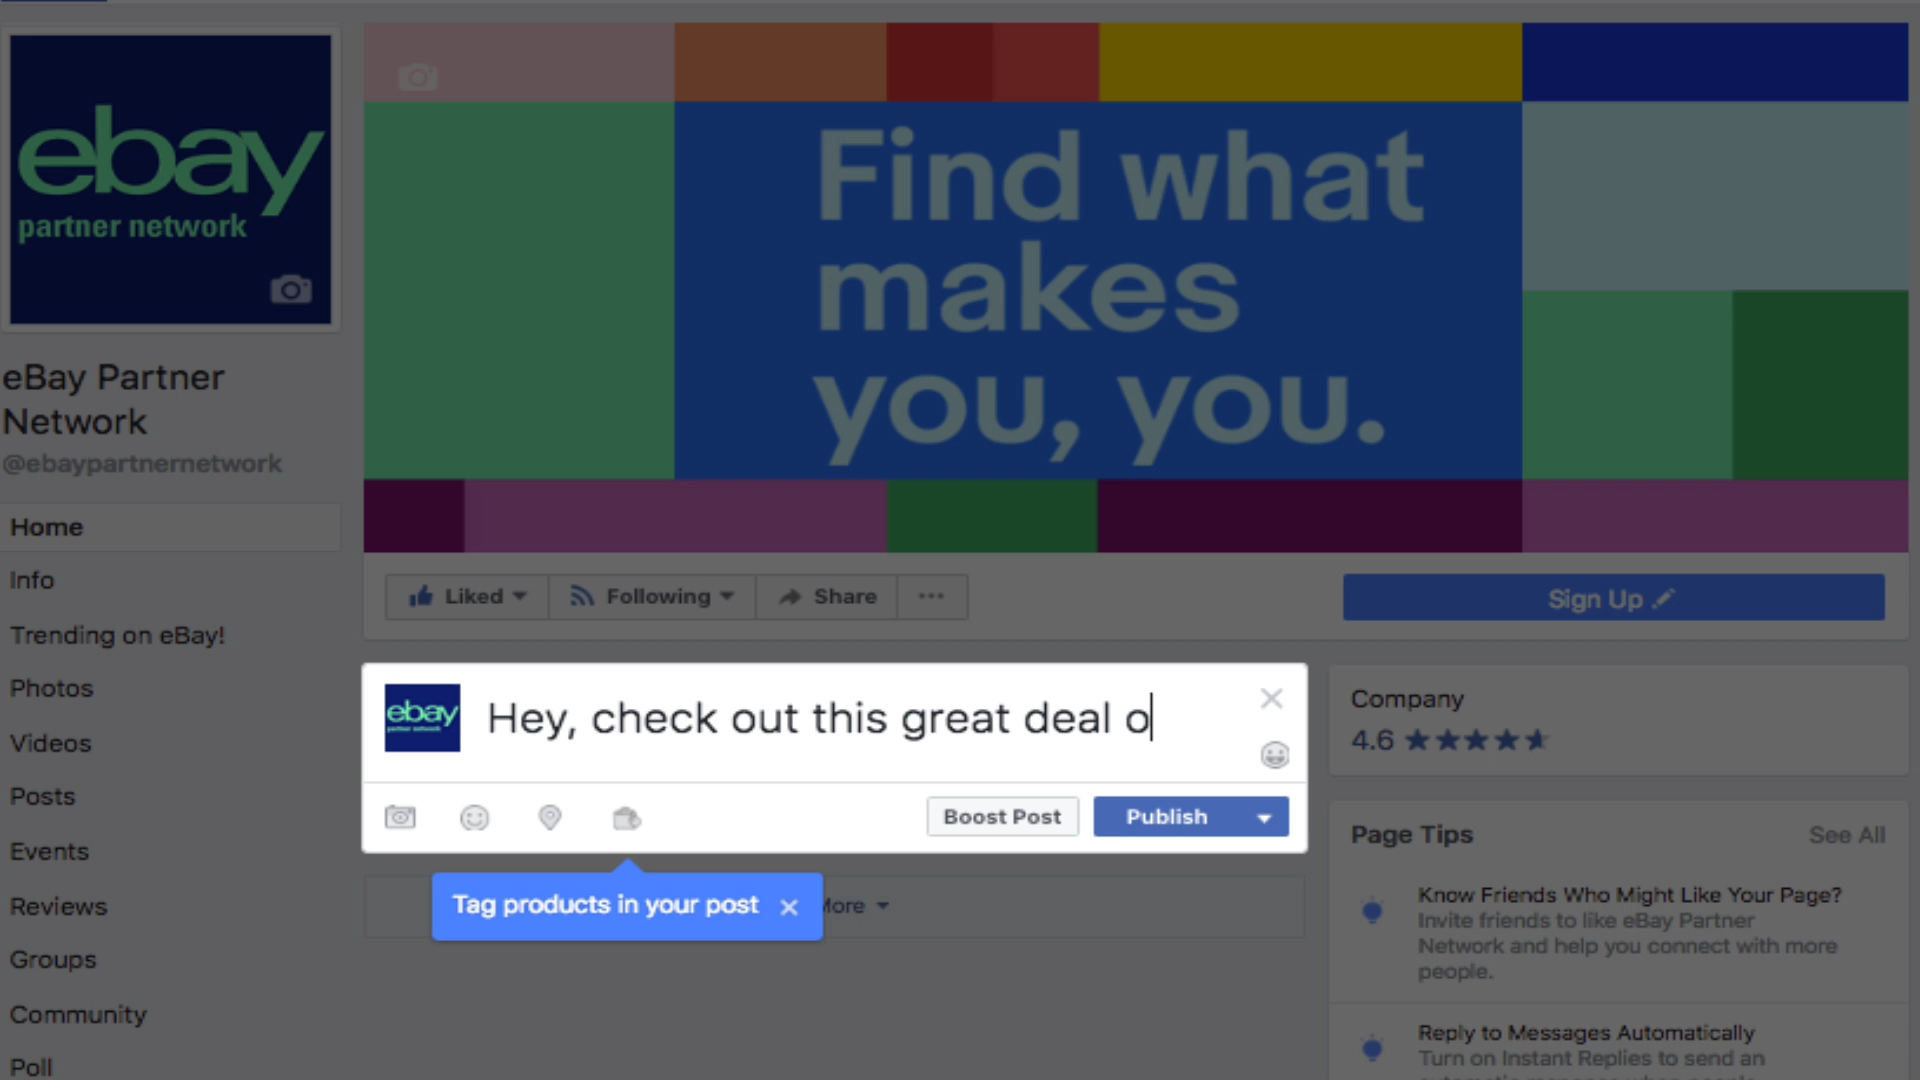 ebay
partner network
Find what
makes
you, you.
eBay Partner
Network
@ebaypartnernetwork
Home
Info
Trending on eBay!
Photos
Videos
Posts
Events
Reviews
Groups
Community
Poll
Liked
Following
Share
Sign Up
ebay
Hey, check out this great deal o
Boost Post
Publish
Tag products in your post
Company
4.6
Page Tips
See All
Know Friends Who Might Like Your Page?
Invite friends to like eBay Partner
Network and help you connect with more
people.
Reply to Messages Automatically
Turn on Instant Replies to send an